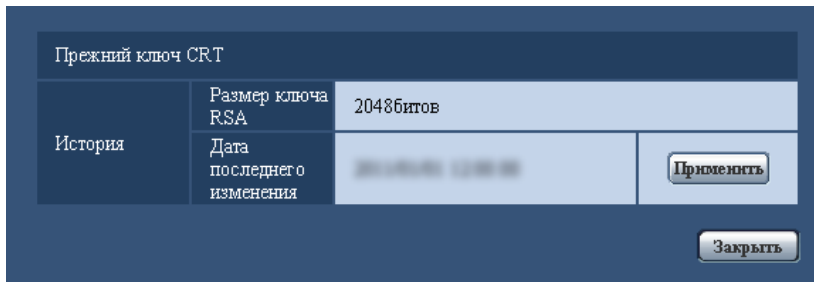 Прежний ключ CRT
История
Размер ключа
RSA
2048битов
Дата
последнего
изменения
Применить
Закрыть